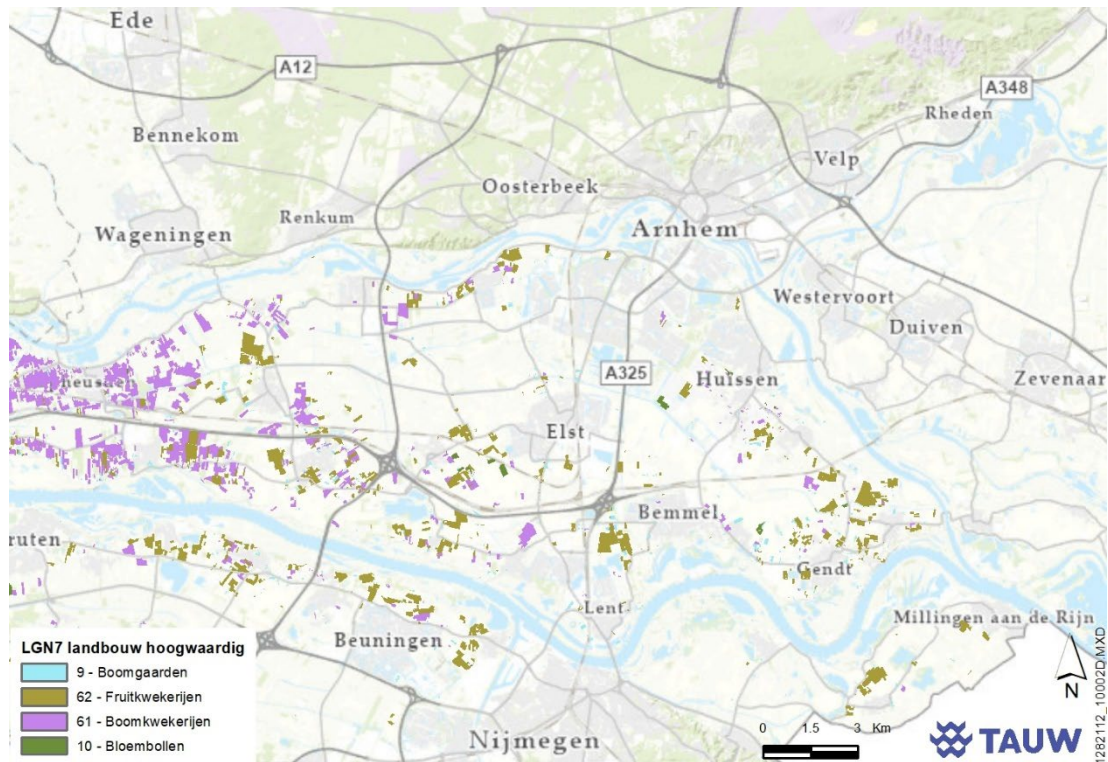 Ede
A12
A348
Rheden
Bennekom
Velp
Oosterbeek
Renkum
Arnhem
Wageningen
Westervoort
Duiven
A325
Huissen
Zevenaar
Elst
Bemmel
ruten
Gendt
Lent
Millingen aan de Rijn
Beuningen
Nijmegen
LGN7 landbouw hoogwaardig
9 - Boomgaarden
62 - Fruitkwekerijen
61 - Boomkwekerijen
10 - Bloembollen
0 1.5 3 Km
N
TAUW
1282112_10002D.MXD